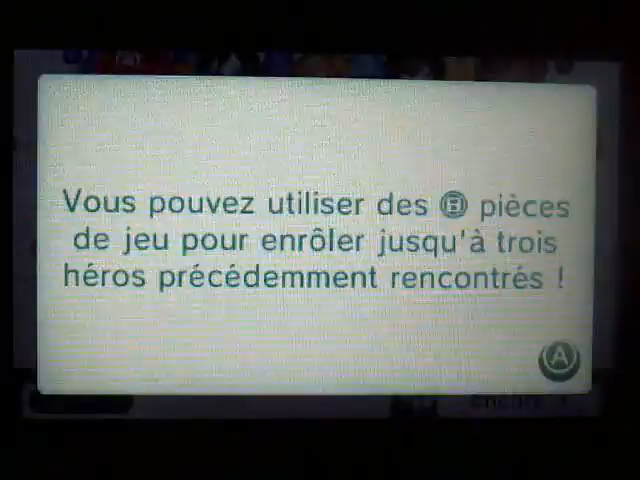 Vous pouvez utiliser des pièces
de jeu pour enrôler jusqu'à trois
héros précédemment rencontrés !
A